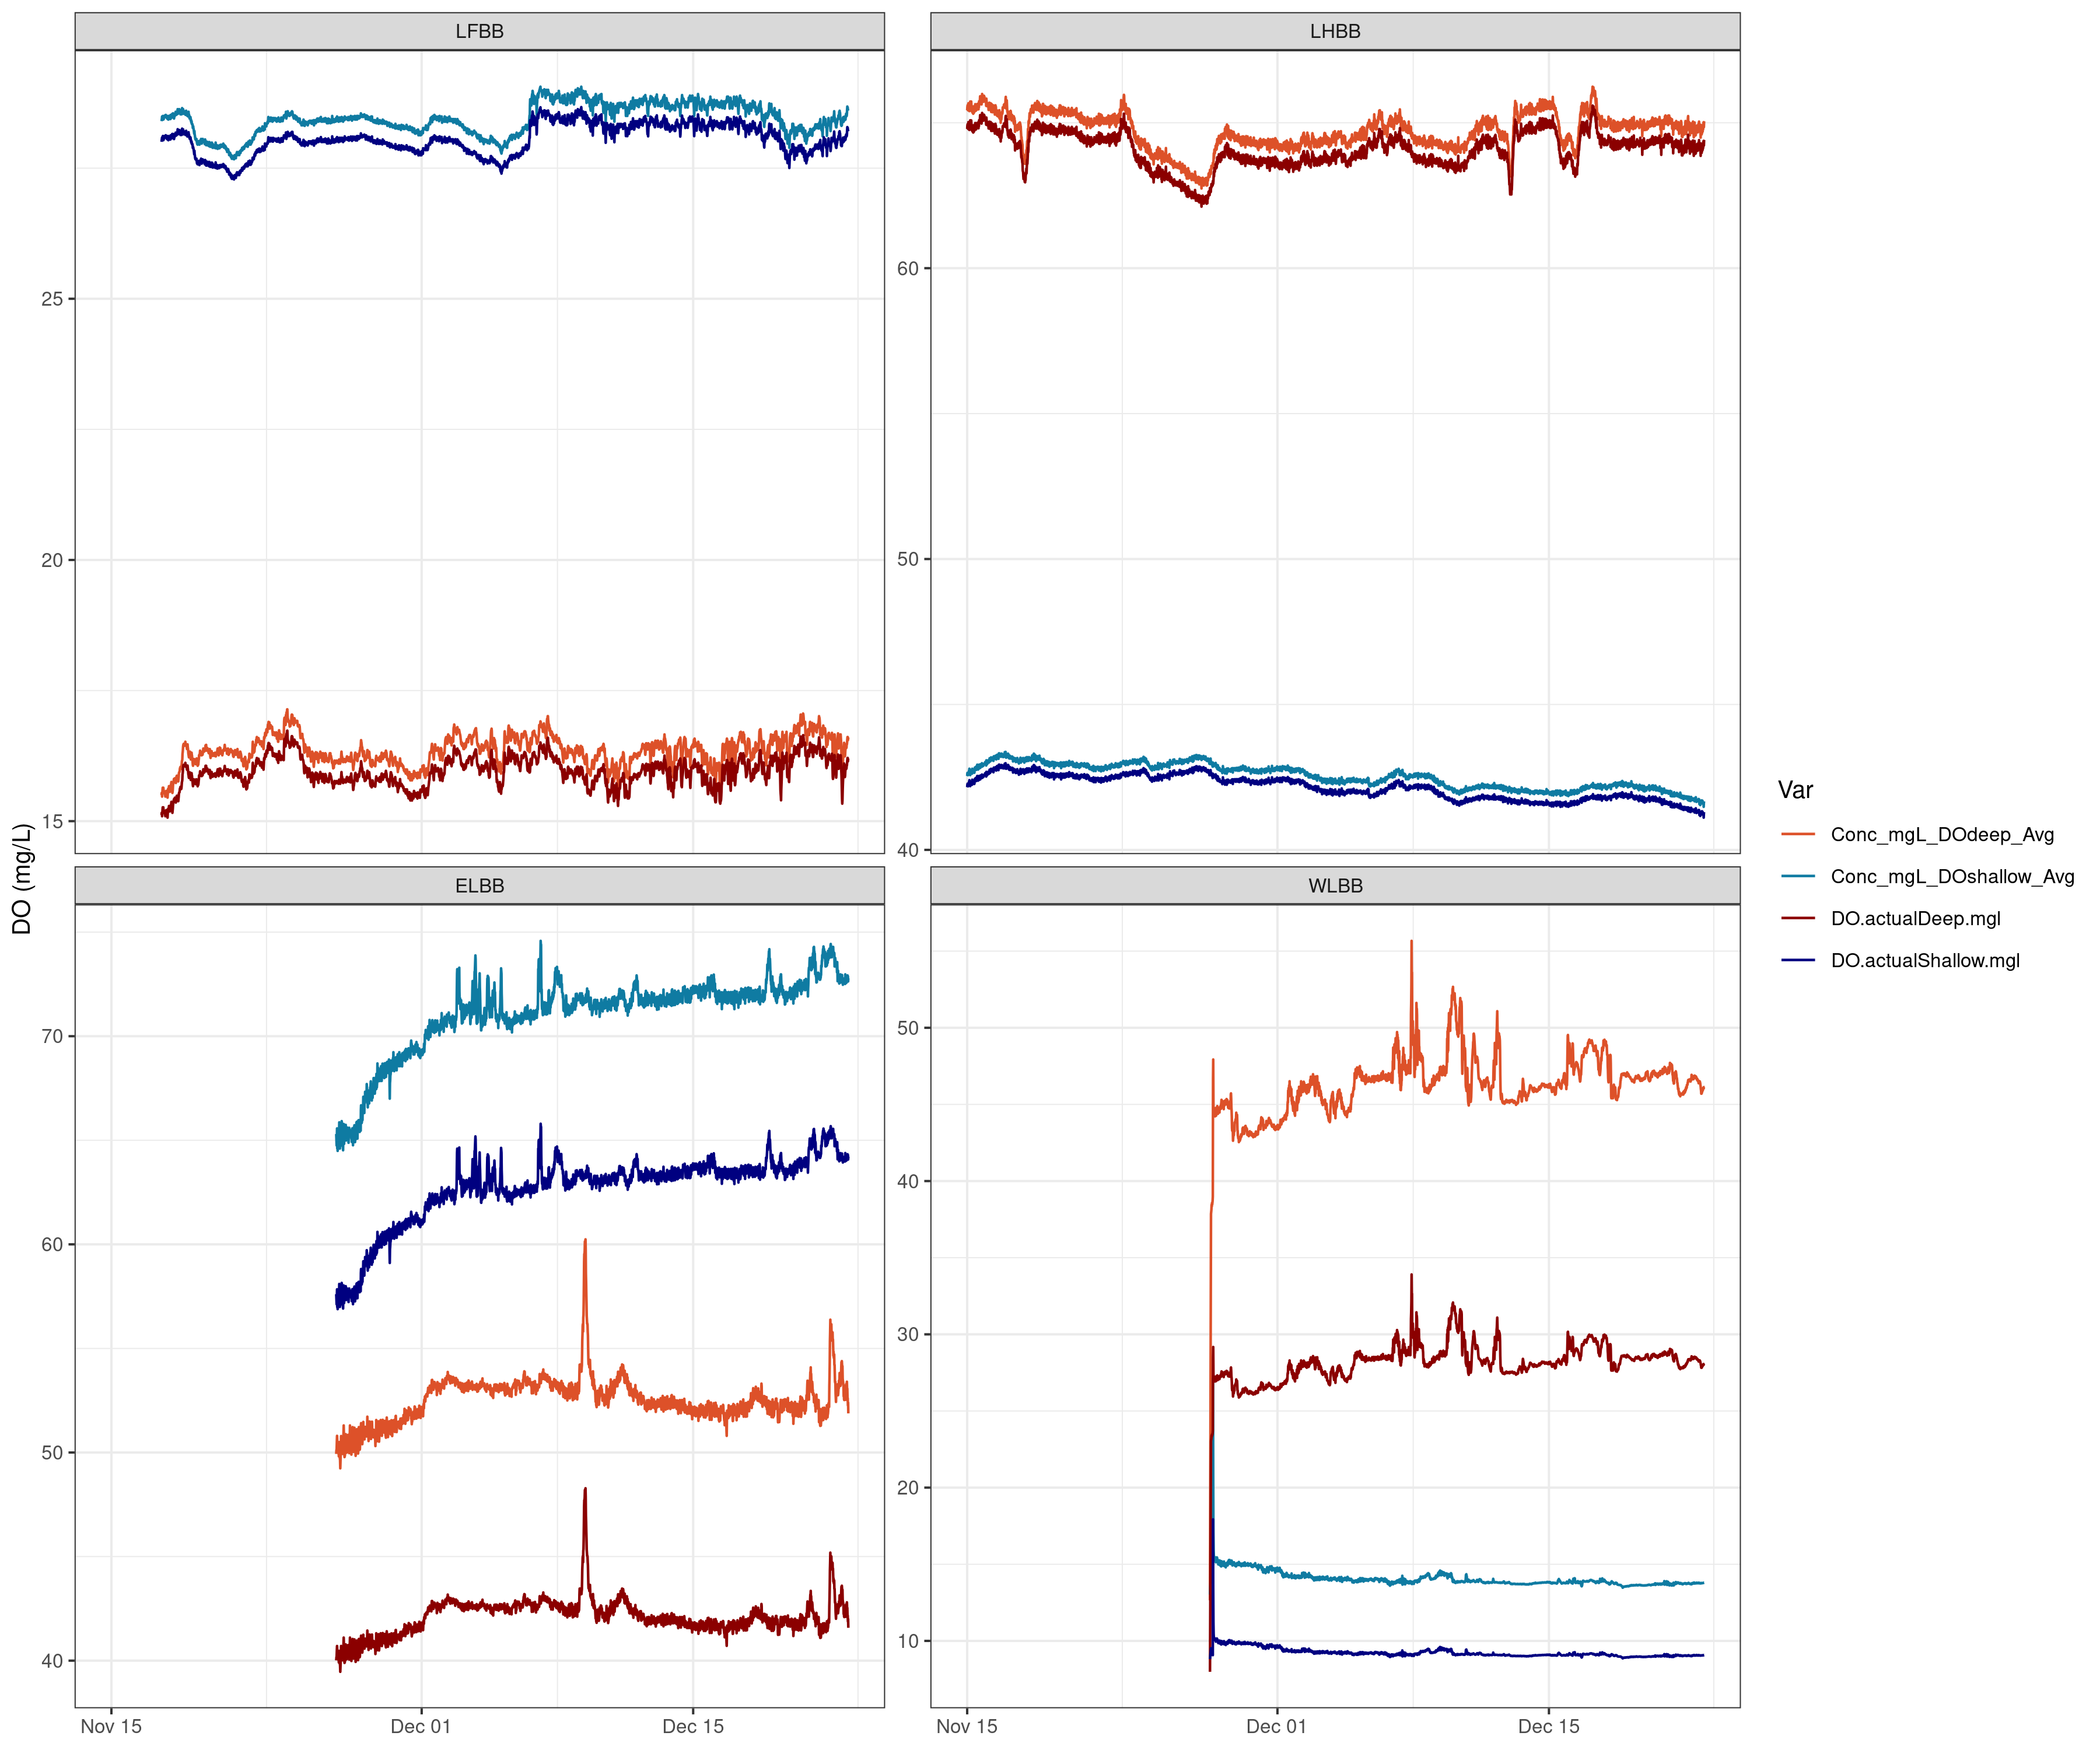 LFBB
LHBB
25
20
15
60
50
40
DO (mg/L)
ELBB
WLBB
70
60
50
40
50
40
30
20
10
Nov 15
Dec 01
Dec 15
Nov 15
Dec 01
Dec 15
Var
Conc_mgL_DOdeep_Avg
Conc_mgL_DOshallow_Avg
DO.actualDeep.mgl
DO.actualShallow.mgl